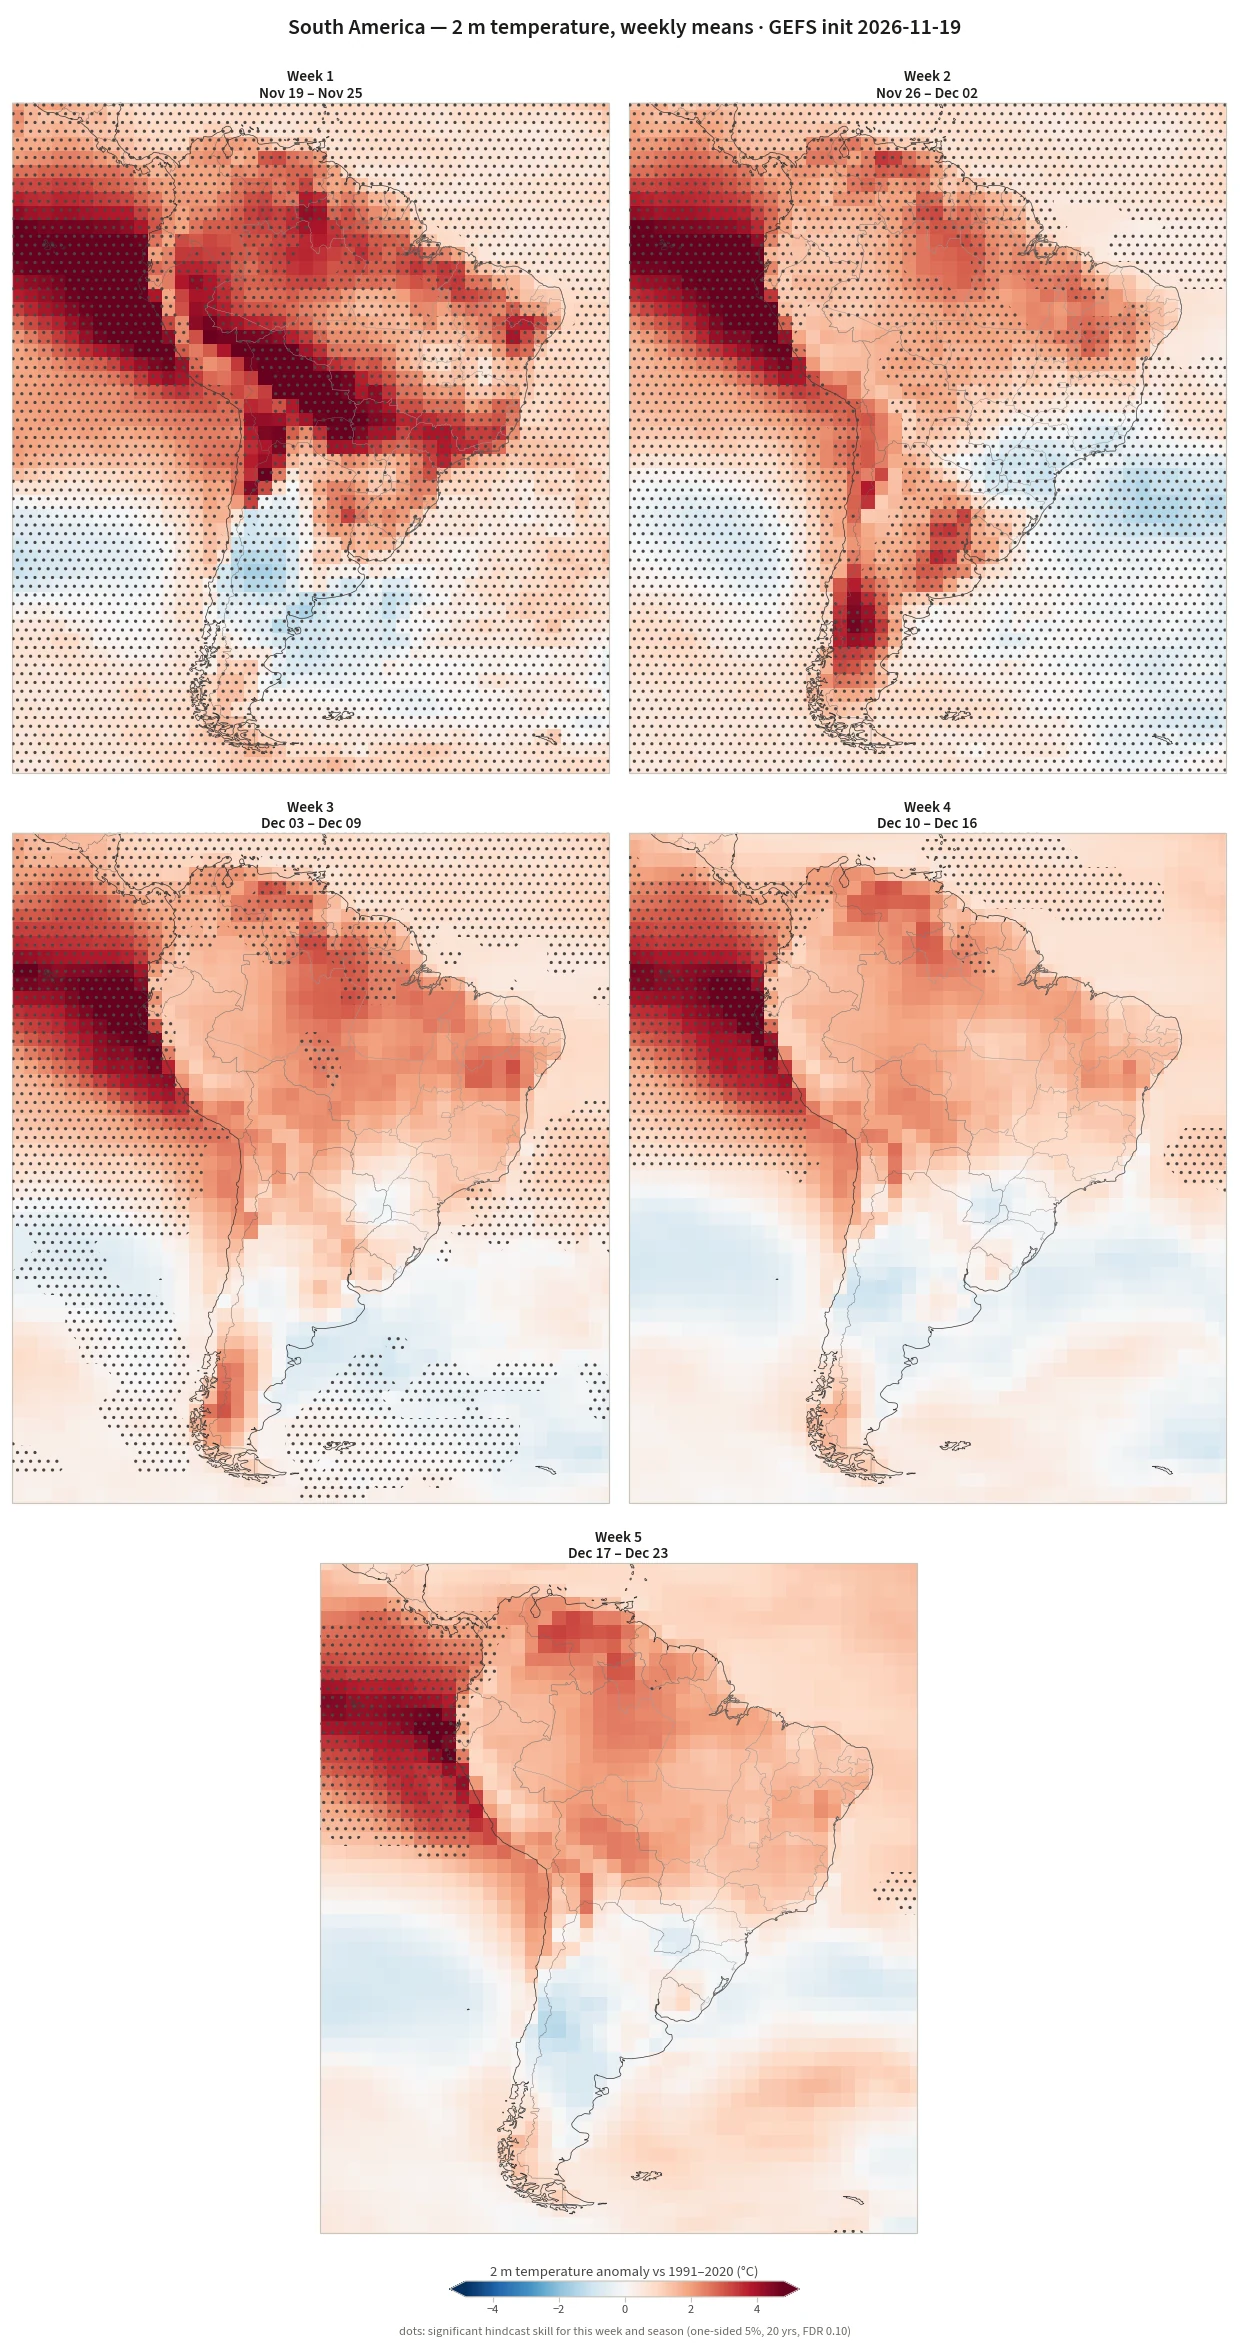 South America — 2 m temperature, weekly means · GEFS init 2026-11-19
Week 1
Nov 19 – Nov 25
Week 2
Nov 26 – Dec 02
Week 3
Dec 03 – Dec 09
Week 4
Dec 10 – Dec 16
Week 5
Dec 17 – Dec 23
2 m temperature anomaly vs 1991–2020 (°C)
−4 −2 0 2 4
dots: significant hindcast skill for this week and season (one-sided 5%, 20 yrs, FDR 0.10)